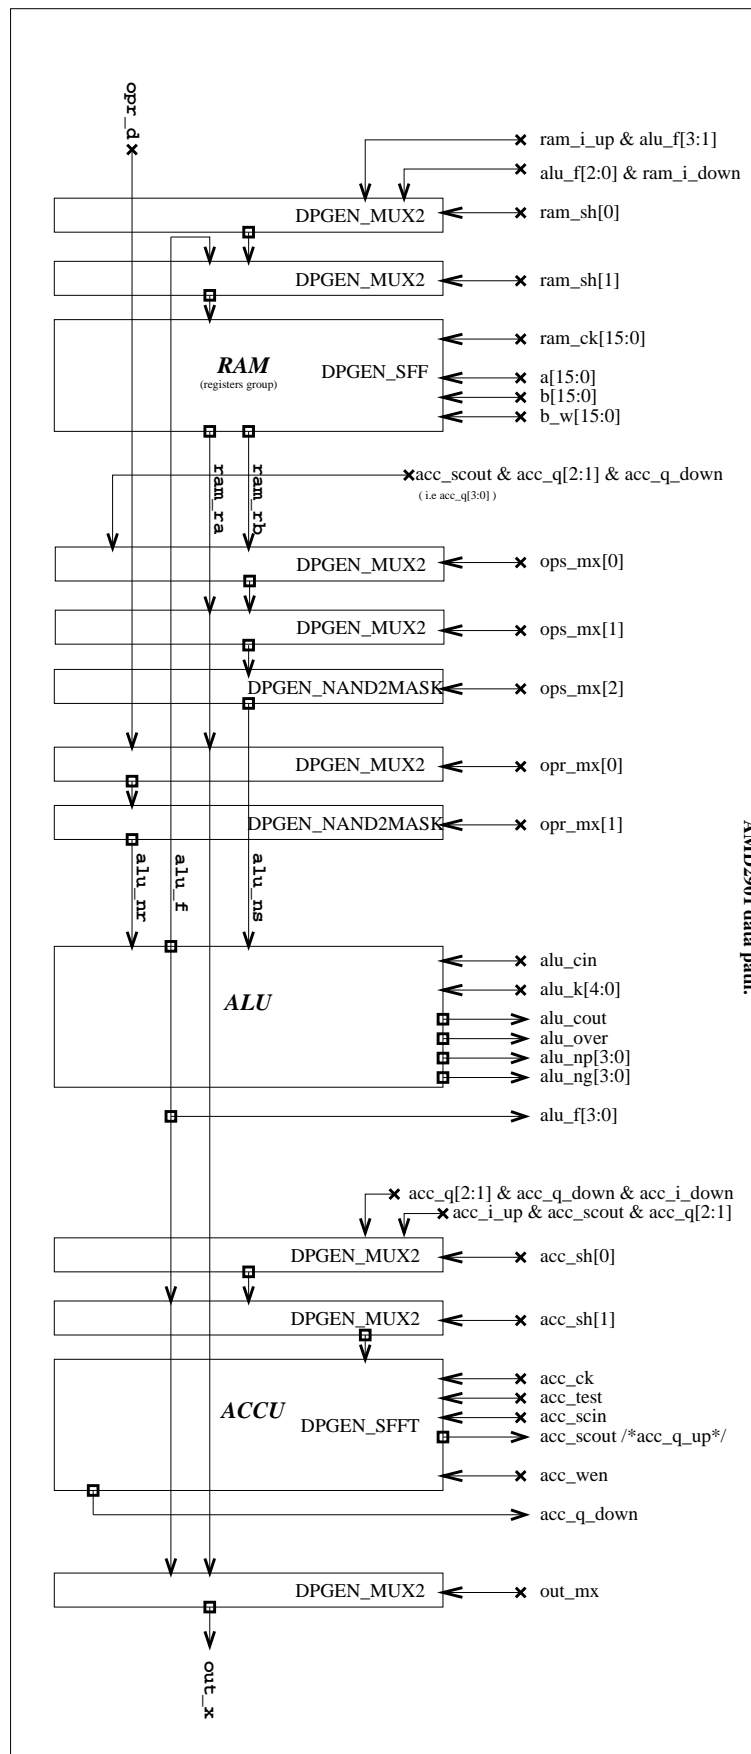 opr_d
ram_i_up & alu_f[3:1]
alu_f[2:0] & ram_i_down
DPGEN_MUX2
ram_sh[0]
DPGEN_MUX2
ram_sh[1]
RAM
(registers group)
DPGEN_SFF
ram_ck[15:0]
a[15:0]
b[15:0]
b_w[15:0]
ram_ra
ram_rb
acc_scout & acc_q[2:1] & acc_q_down
( i.e acc_q[3:0] )
DPGEN_MUX2
ops_mx[0]
DPGEN_MUX2
ops_mx[1]
DPGEN_NAND2MASK
ops_mx[2]
DPGEN_MUX2
opr_mx[0]
DPGEN_NAND2MASK
opr_mx[1]
alu_nr
alu_f
alu_ns
AMD2901 data path.
ALU
alu_cin
alu_k[4:0]
alu_cout
alu_over
alu_np[3:0]
alu_ng[3:0]
alu_f[3:0]
acc_q[2:1] & acc_q_down & acc_i_down
acc_i_up & acc_scout & acc_q[2:1]
DPGEN_MUX2
acc_sh[0]
DPGEN_MUX2
acc_sh[1]
ACCU
DPGEN_SFFT
acc_ck
acc_test
acc_scin
acc_scout /*acc_q_up*/
acc_wen
acc_q_down
DPGEN_MUX2
out_mx
out_x